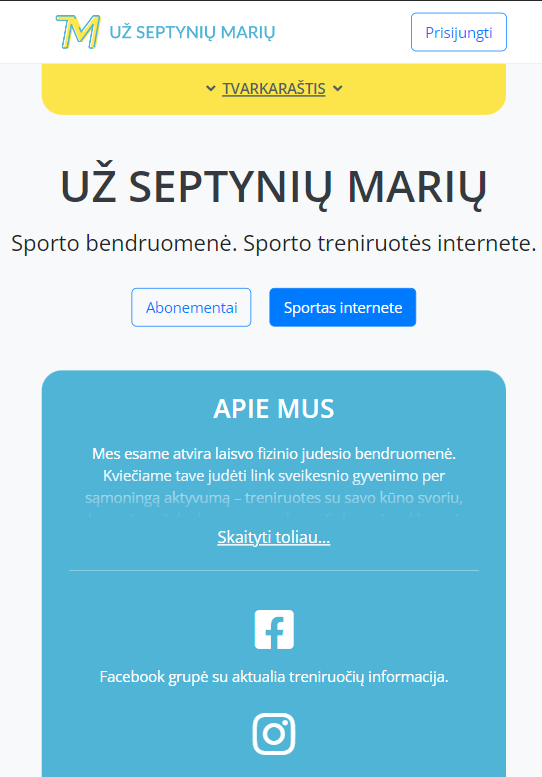 7M UŽ SEPTYNIŲ MARIŲ
Prisijungti
TVARKARAŠTIS
UŽ SEPTYNIŲ MARIŲ
Sporto bendruomenė. Sporto treniruotės internete.
Abonementai
Sportas internete
APIE MUS
Mes esame atvira laisvo fizinio judesio bendruomenė.
Kviečiame tave judėti link sveikesnio gyvenimo per
sąmoningą aktyvumą – treniruotes su savo kūno svoriu,
Skaityti toliau...
Facebook grupė su aktualia treniruočių informacija.